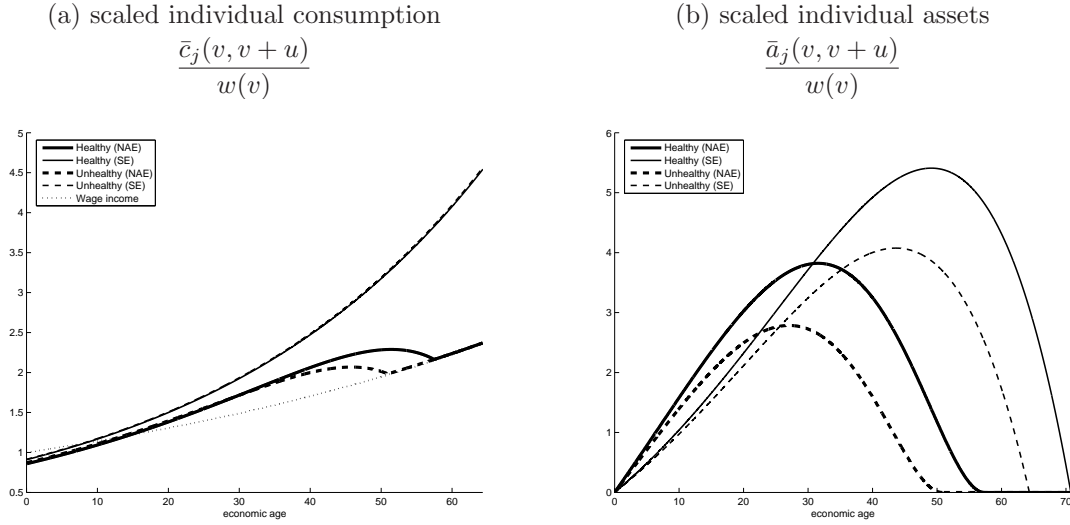 (a) scaled individual consumption
c̄_j(v, v + u)
w(v)
5
4.5
4
3.5
3
2.5
2
1.5
1
0.5
Healthy (NAE)
Healthy (SE)
Unhealthy (NAE)
Unhealthy (SE)
Wage income
0 10 20 30 40 50 60
economic age
(b) scaled individual assets
ā_j(v, v + u)
w(v)
6
5
4
3
2
1
0
Healthy (NAE)
Healthy (SE)
Unhealthy (NAE)
Unhealthy (SE)
0 10 20 30 40 50 60 70
economic age